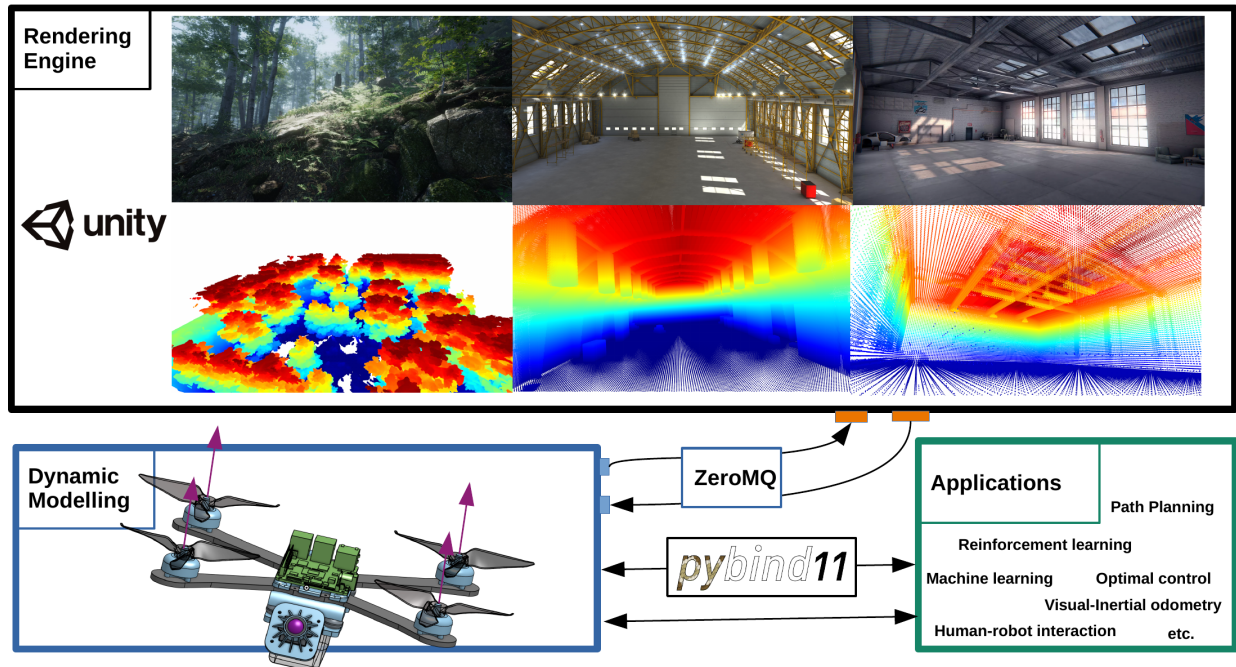 Rendering
Engine
unity
Dynamic
Modelling
ZeroMQ
pybind11
Applications
Path Planning
Reinforcement learning
Machine learning
Optimal control
Visual-Inertial odometry
Human-robot interaction
etc.